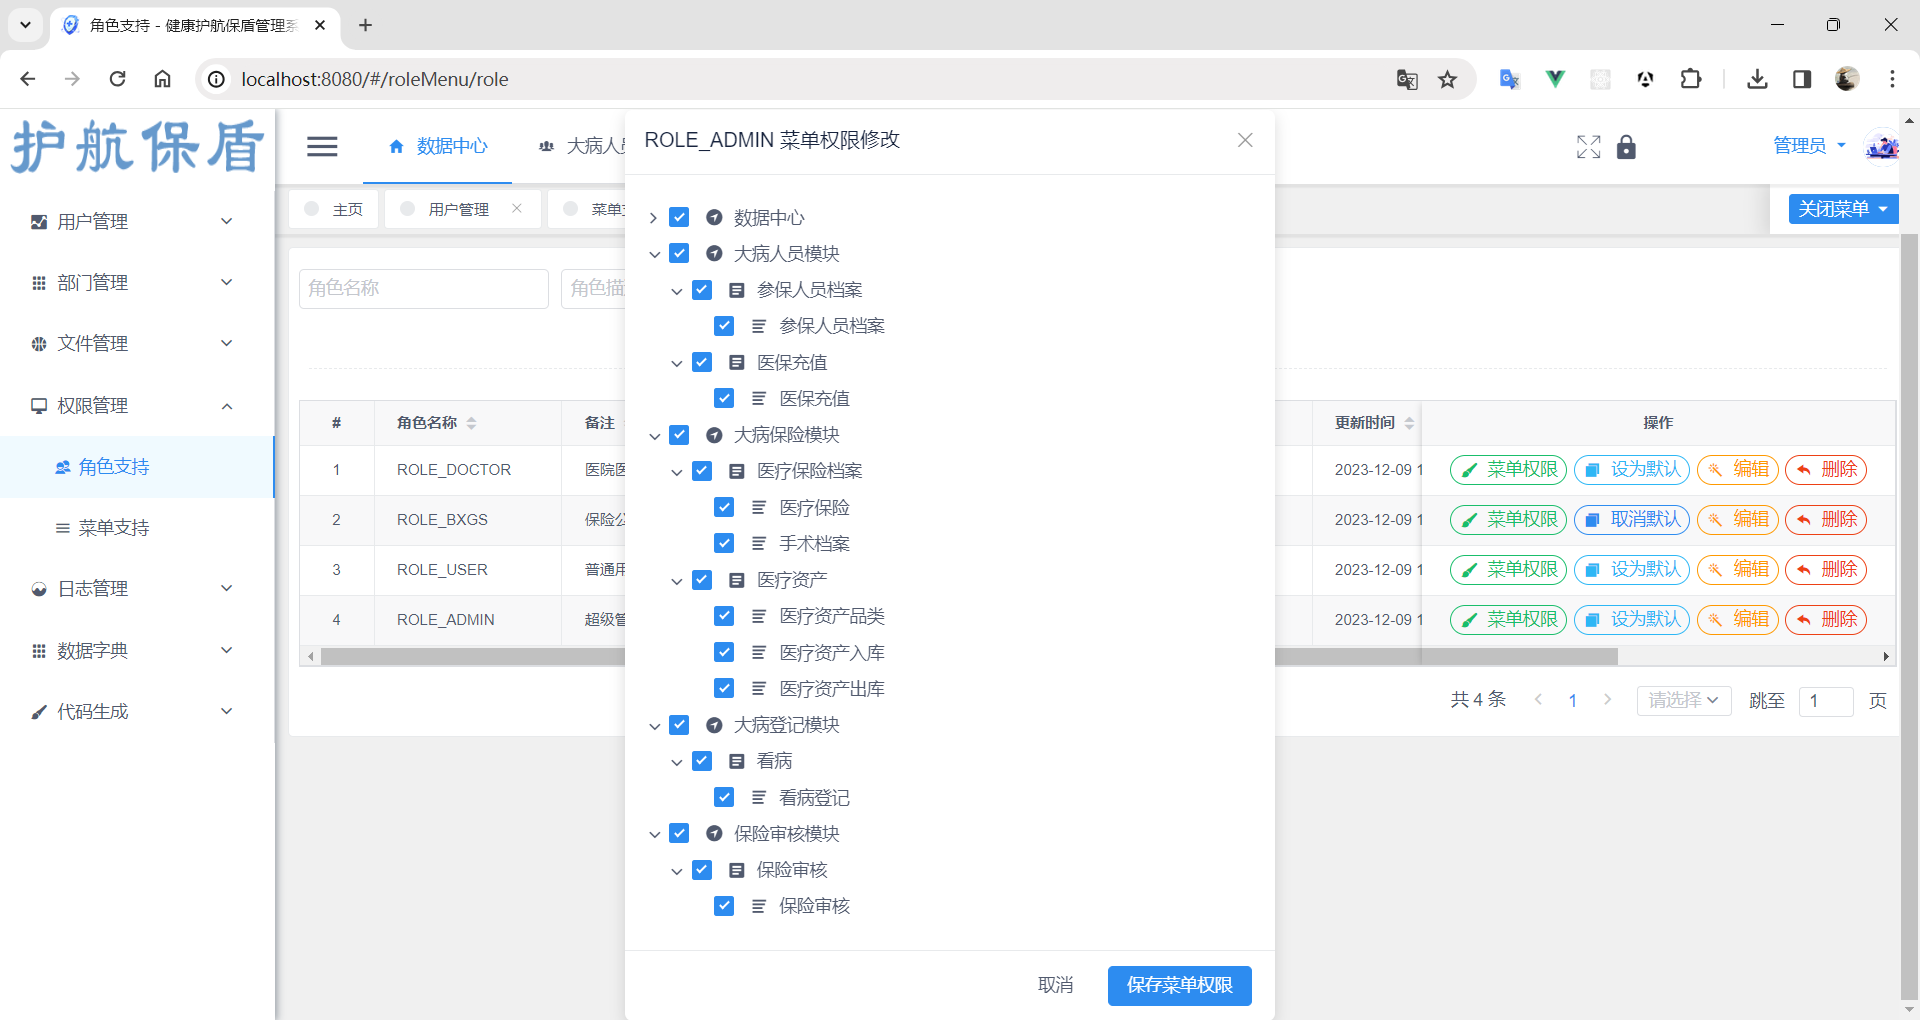 角色支持 - 健康护航保盾管理系
localhost:8080/#/roleMenu/role
护航保盾
数据中心
大病人员
管理员
主页
用户管理
菜单支
关闭菜单
用户管理
部门管理
文件管理
权限管理
角色支持
菜单支持
日志管理
数据字典
代码生成
角色名称
角色描
# 角色名称 备注 更新时间 操作
1 ROLE_DOCTOR 医院医 2023-12-09 1 菜单权限 设为默认 编辑 删除
2 ROLE_BXGS 保险公 2023-12-09 1 菜单权限 取消默认 编辑 删除
3 ROLE_USER 普通用 2023-12-09 1 菜单权限 设为默认 编辑 删除
4 ROLE_ADMIN 超级管 2023-12-09 1 菜单权限 设为默认 编辑 删除
共 4 条 1 请选择 跳至 1 页
ROLE_ADMIN 菜单权限修改
数据中心
大病人员模块
参保人员档案
参保人员档案
医保充值
医保充值
大病保险模块
医疗保险档案
医疗保险
手术档案
医疗资产
医疗资产品类
医疗资产入库
医疗资产出库
大病登记模块
看病
看病登记
保险审核模块
保险审核
保险审核
取消
保存菜单权限